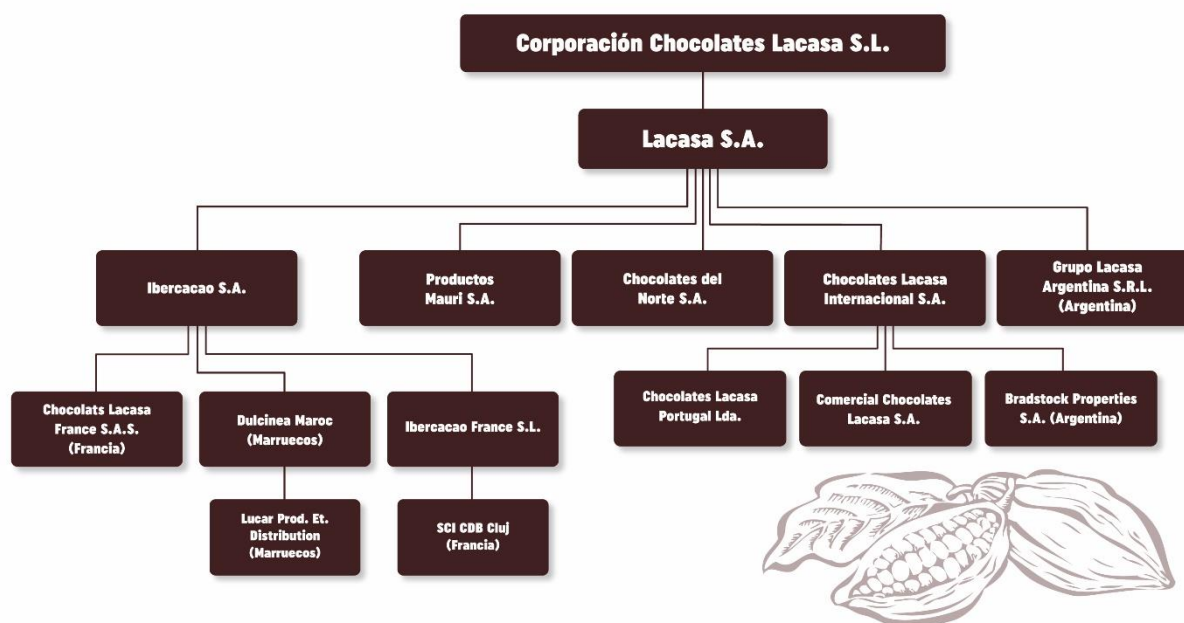 Corporación Chocolates Lacasa S.L.
Lacasa S.A.
Ibercacao S.A.
Productos
Mauri S.A.
Chocolates del
Norte S.A.
Chocolates Lacasa
Internacional S.A.
Grupo Lacasa
Argentina S.R.L.
(Argentina)
Chocolats Lacasa
France S.A.S.
(Francia)
Dulcinea Maroc
(Marruecos)
Ibercacao France S.L.
Chocolates Lacasa
Portugal Lda.
Comercial Chocolates
Lacasa S.A.
Bradstock Properties
S.A. (Argentina)
Lucar Prod. Et.
Distribution
(Marruecos)
SCI CDB Cluj
(Francia)